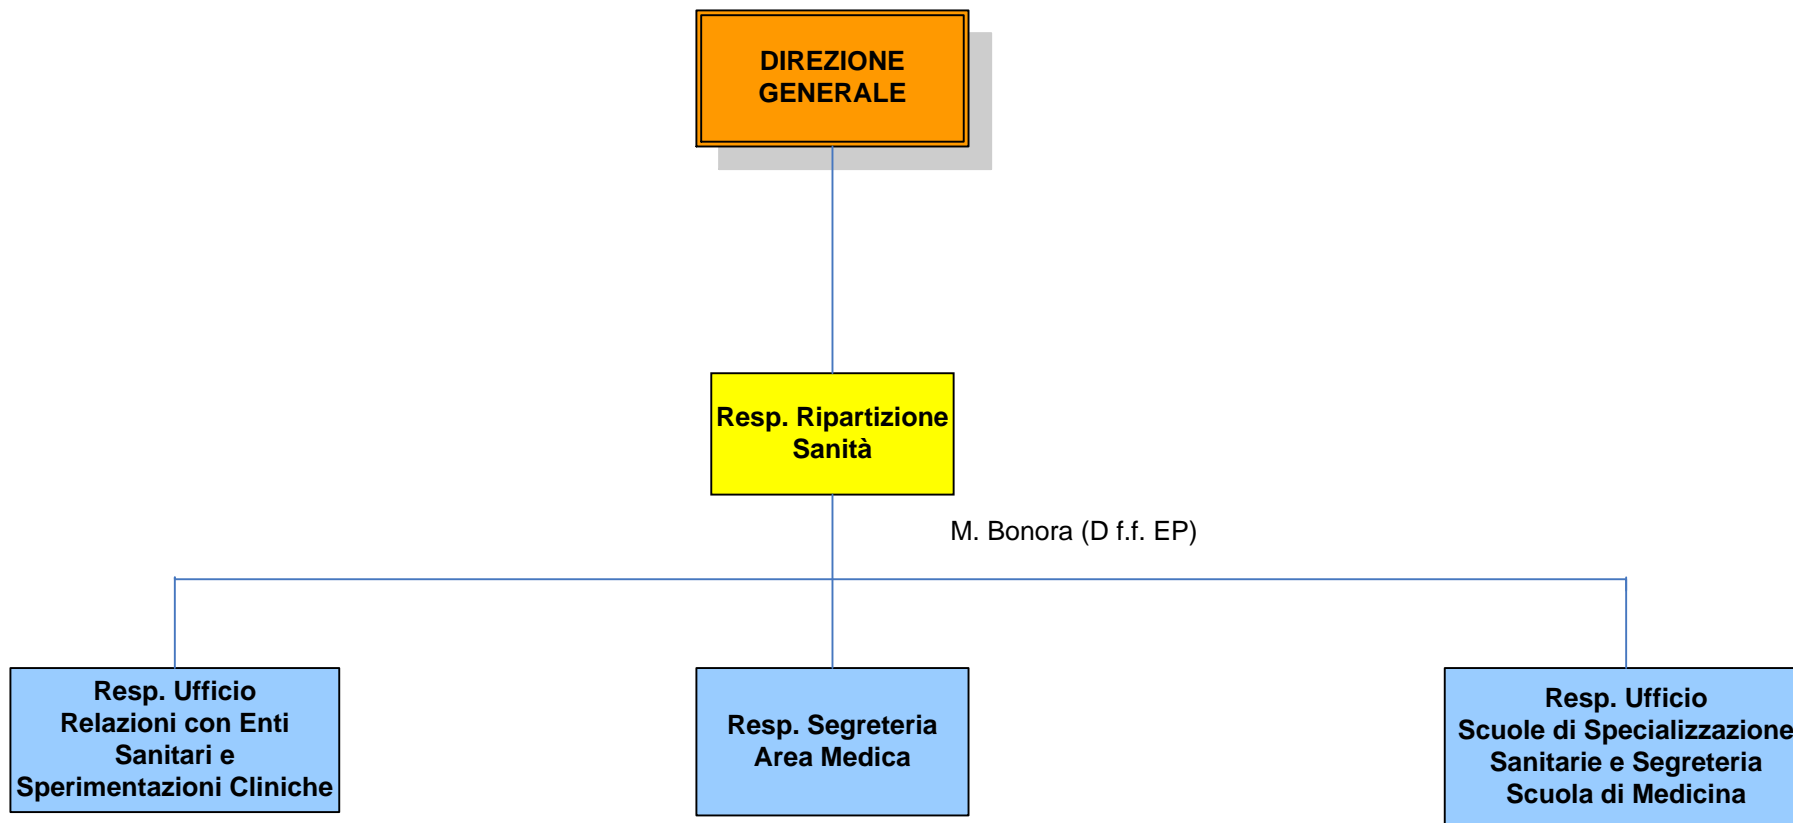 DIREZIONE
GENERALE
Resp. Ripartizione
Sanità
M. Bonora (D f.f. EP)
Resp. Ufficio
Relazioni con Enti
Sanitari e
Sperimentazioni Cliniche
Resp. Segreteria
Area Medica
Resp. Ufficio
Scuole di Specializzazione
Sanitarie e Segreteria
Scuola di Medicina